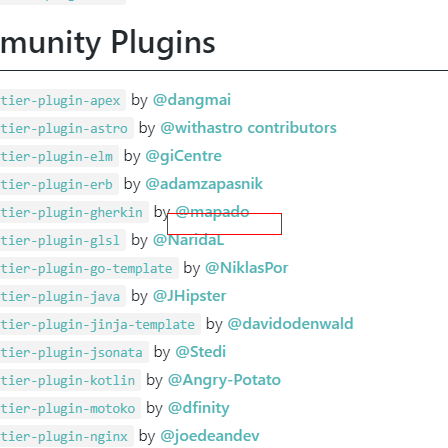 munity Plugins
tier-plugin-apex by @dangmai
tier-plugin-astro by @withastro contributors
tier-plugin-elm by @giCentre
tier-plugin-erb by @adamzapasnik
tier-plugin-gherkin by @mapado
tier-plugin-glsl by @NaridaL
tier-plugin-go-template by @NiklasPor
tier-plugin-java by @JHipster
tier-plugin-jinja-template by @davidodenwald
tier-plugin-jsonata by @Stedi
tier-plugin-kotlin by @Angry-Potato
tier-plugin-motoko by @dfinity
tier-plugin-nginx by @joedeandev